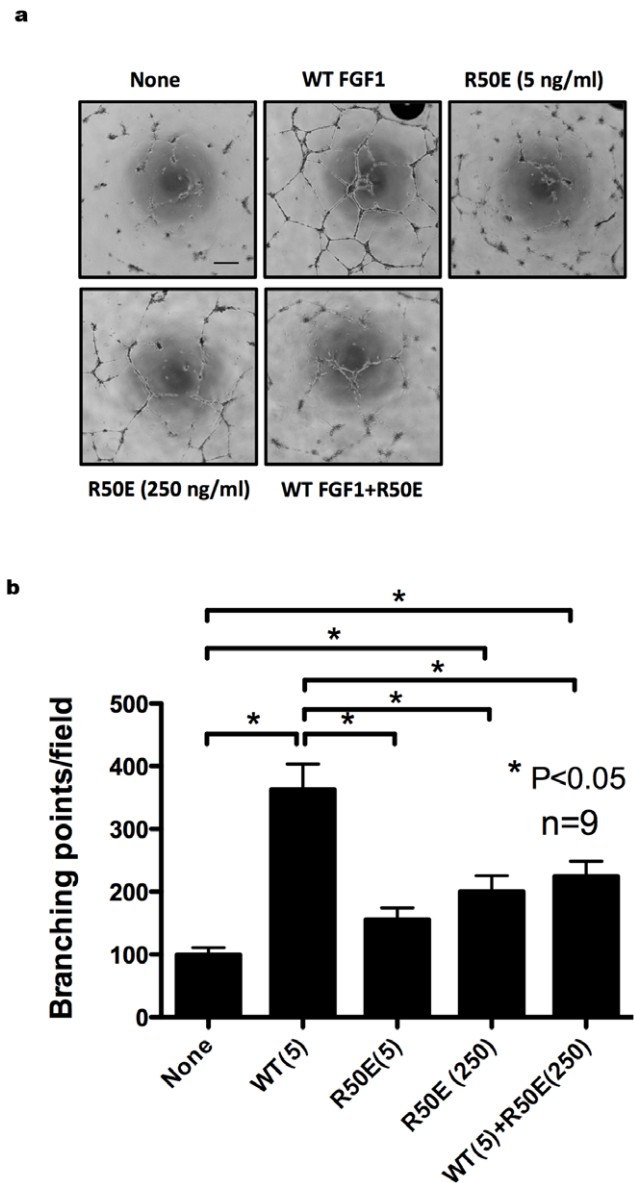 a
None WT FGF1 R50E (5 ng/ml)
R50E (250 ng/ml) WT FGF1+R50E
b
*
*
*
*
* *
* P<0.05
n=9
Branching points/field
500
400
300
200
100
0
None WT(5) R50E(5) R50E (250) WT(5)+R50E(250)